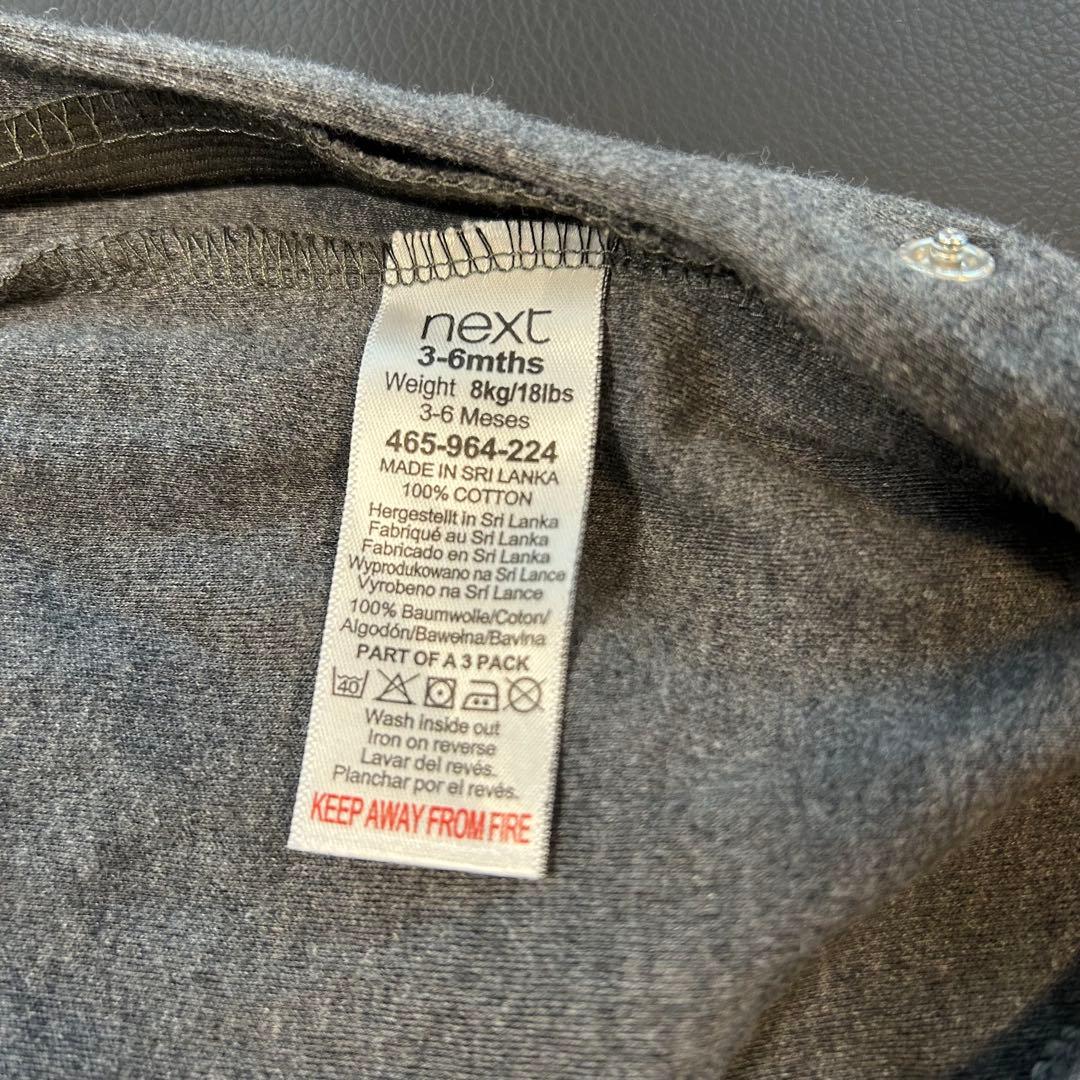 next
3-6mths
Weight 8kg/18lbs
3-6 Meses
465-964-224
MADE IN SRI LANKA
100% COTTON
Hergestellt in Sri Lanka
Fabriqué au Sri Lanka
Fabricado en Sri Lanka
Wyprodukowano na Sri Lance
Vyrobeno na Srí Lance
100% Baumwolle/Coton/
Algodón/Bawełna/Bavlna
PART OF A 3 PACK
40
Wash inside out
Iron on reverse
Lavar del revés.
Planchar por el revés.
KEEP AWAY FROM FIRE